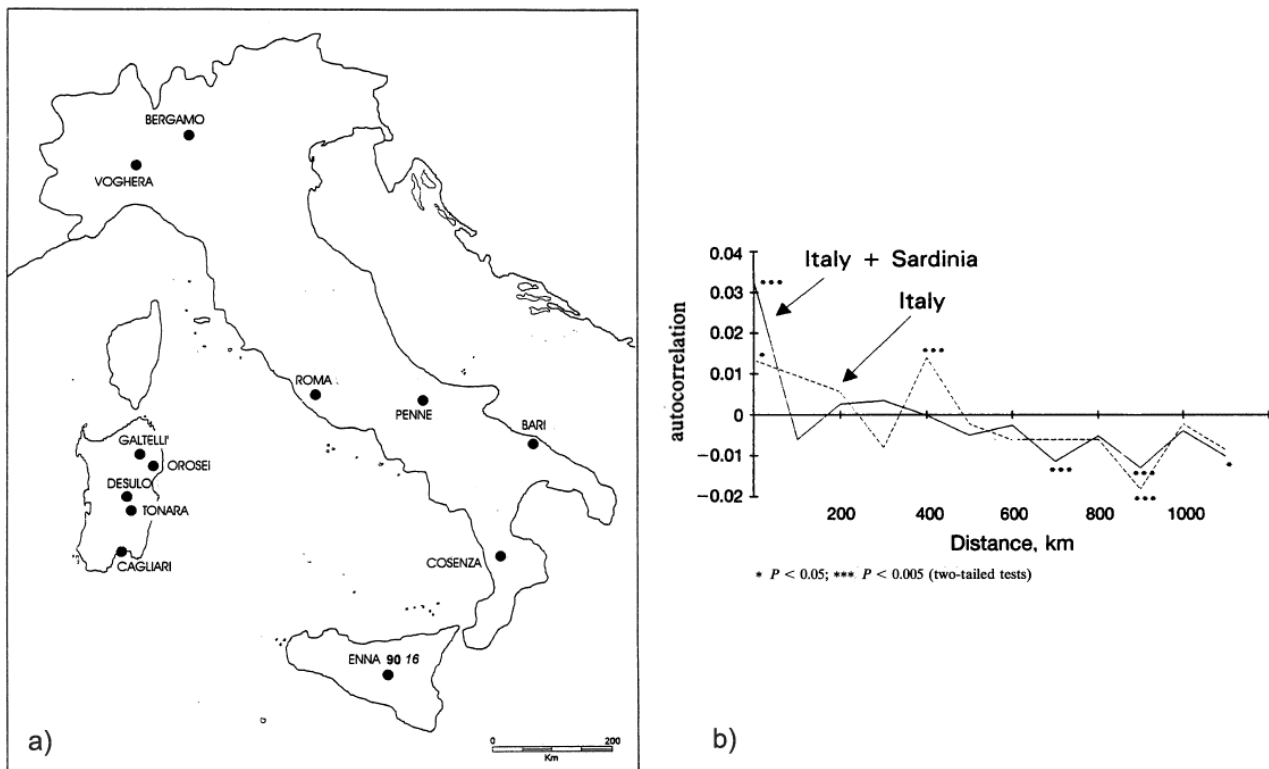 BERGAMO
VOGHERA
ROMA
PENNE
BARI
GALTELLI'
OROSEI
DESULO
TONARA
CAGLIARI
COSENZA
ENNA 90 16
0 200
Km
a)
0.04
0.03
0.02
0.01
0
−0.01
−0.02
autocorrelation
Italy + Sardinia
Italy
***
*
***
***
***
***
*
200 400 600 800 1000
Distance, km
* P < 0.05; *** P < 0.005 (two-tailed tests)
b)